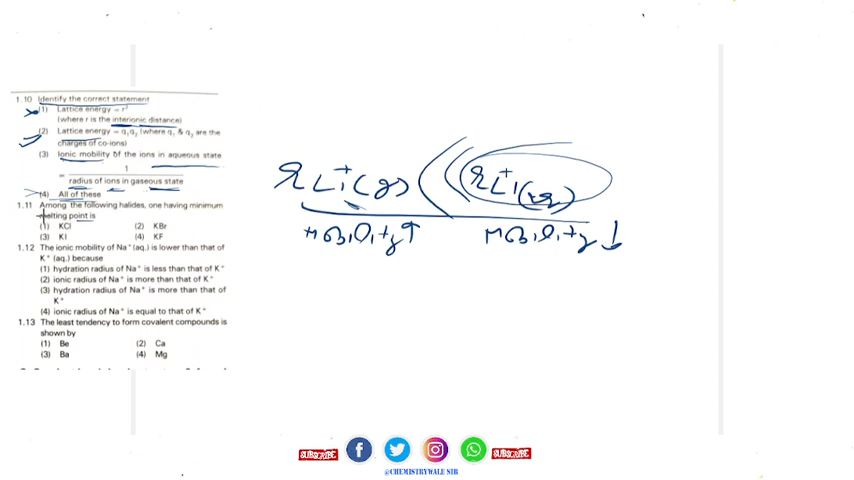 1.10 Identify the correct statement
(1) Lattice energy = r²
(where r is the interionic distance)
(2) Lattice energy = q₁q₂ (where q₁ & q₂ are the
charges of co-ions)
(3) Ionic mobility of the ions in aqueous state
= 1
radius of ions in gaseous state
(4) All of these
1.11 Among the following halides, one having minimum
melting point is
(1) KCl (2) KBr
(3) KI (4) KF
1.12 The ionic mobility of Na⁺ (aq.) is lower than that of
K⁺ (aq.) because
(1) hydration radius of Na⁺ is less than that of K⁺
(2) ionic radius of Na⁺ is more than that of K⁺
(3) hydration radius of Na⁺ is more than that of
K⁺
(4) ionic radius of Na⁺ is equal to that of K⁺
1.13 The least tendency to form covalent compounds is
shown by
(1) Be (2) Ca
(3) Ba (4) Mg
r Li⁺(g) r Li⁺(aq)
Mobility ↑ Mobility ↓
SUBSCRIBE SUBSCRIBE
@CHEMISTRYWALE SIR